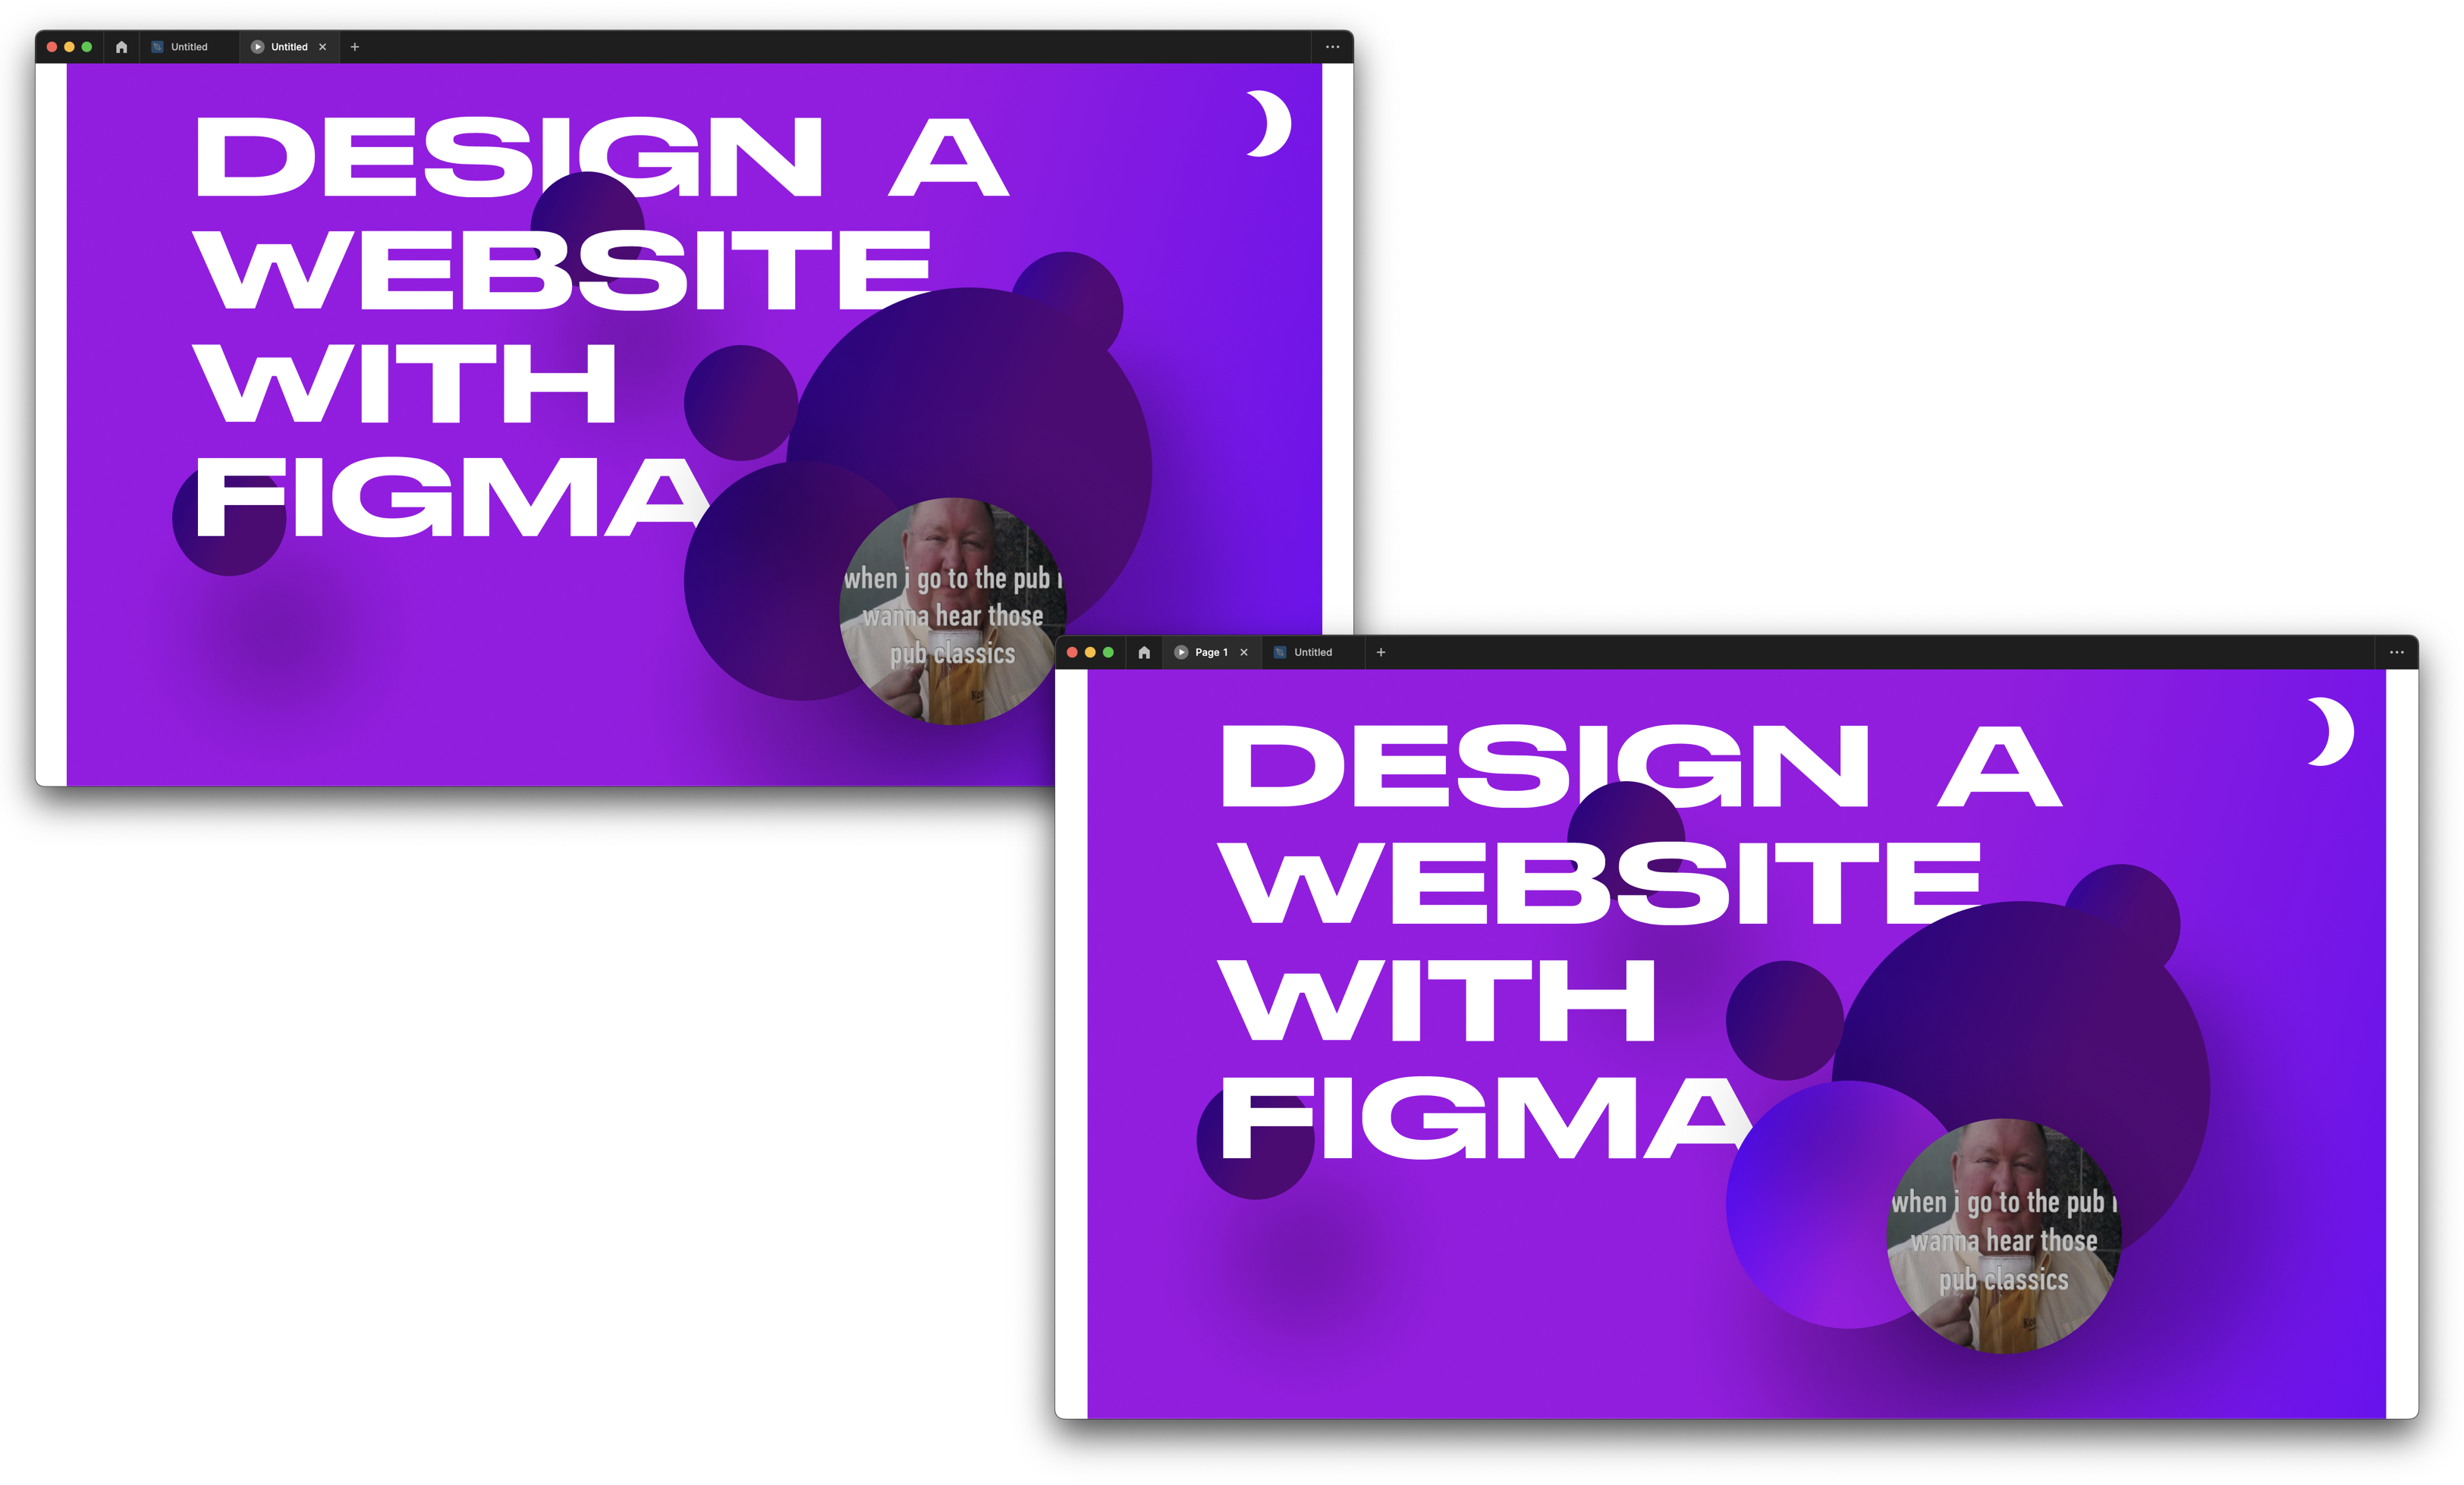 Untitled
Untitled
DESIGN A
WEBSITE
WITH
FIGMA
when i go to the pub i
wanna hear those
pub classics
Page 1
Untitled
DESIGN A
WEBSITE
WITH
FIGMA
when i go to the pub i
wanna hear those
pub classics